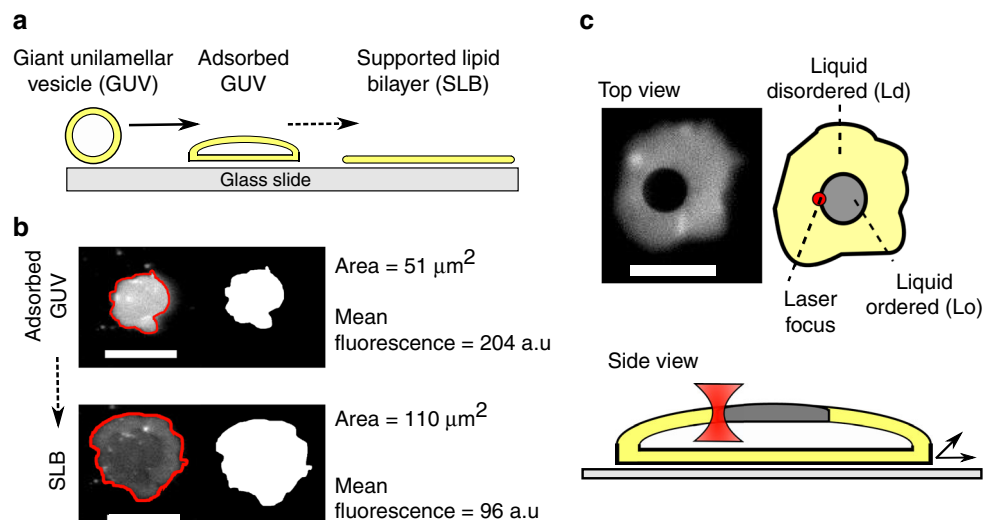 a
Giant unilamellar
vesicle (GUV)
Adsorbed
GUV
Supported lipid
bilayer (SLB)
Glass slide
b
Adsorbed
GUV
Area = 51 μm²
Mean
fluorescence = 204 a.u
SLB
Area = 110 μm²
Mean
fluorescence = 96 a.u
c
Top view
Liquid
disordered (Ld)
Laser
focus
Liquid
ordered (Lo)
Side view